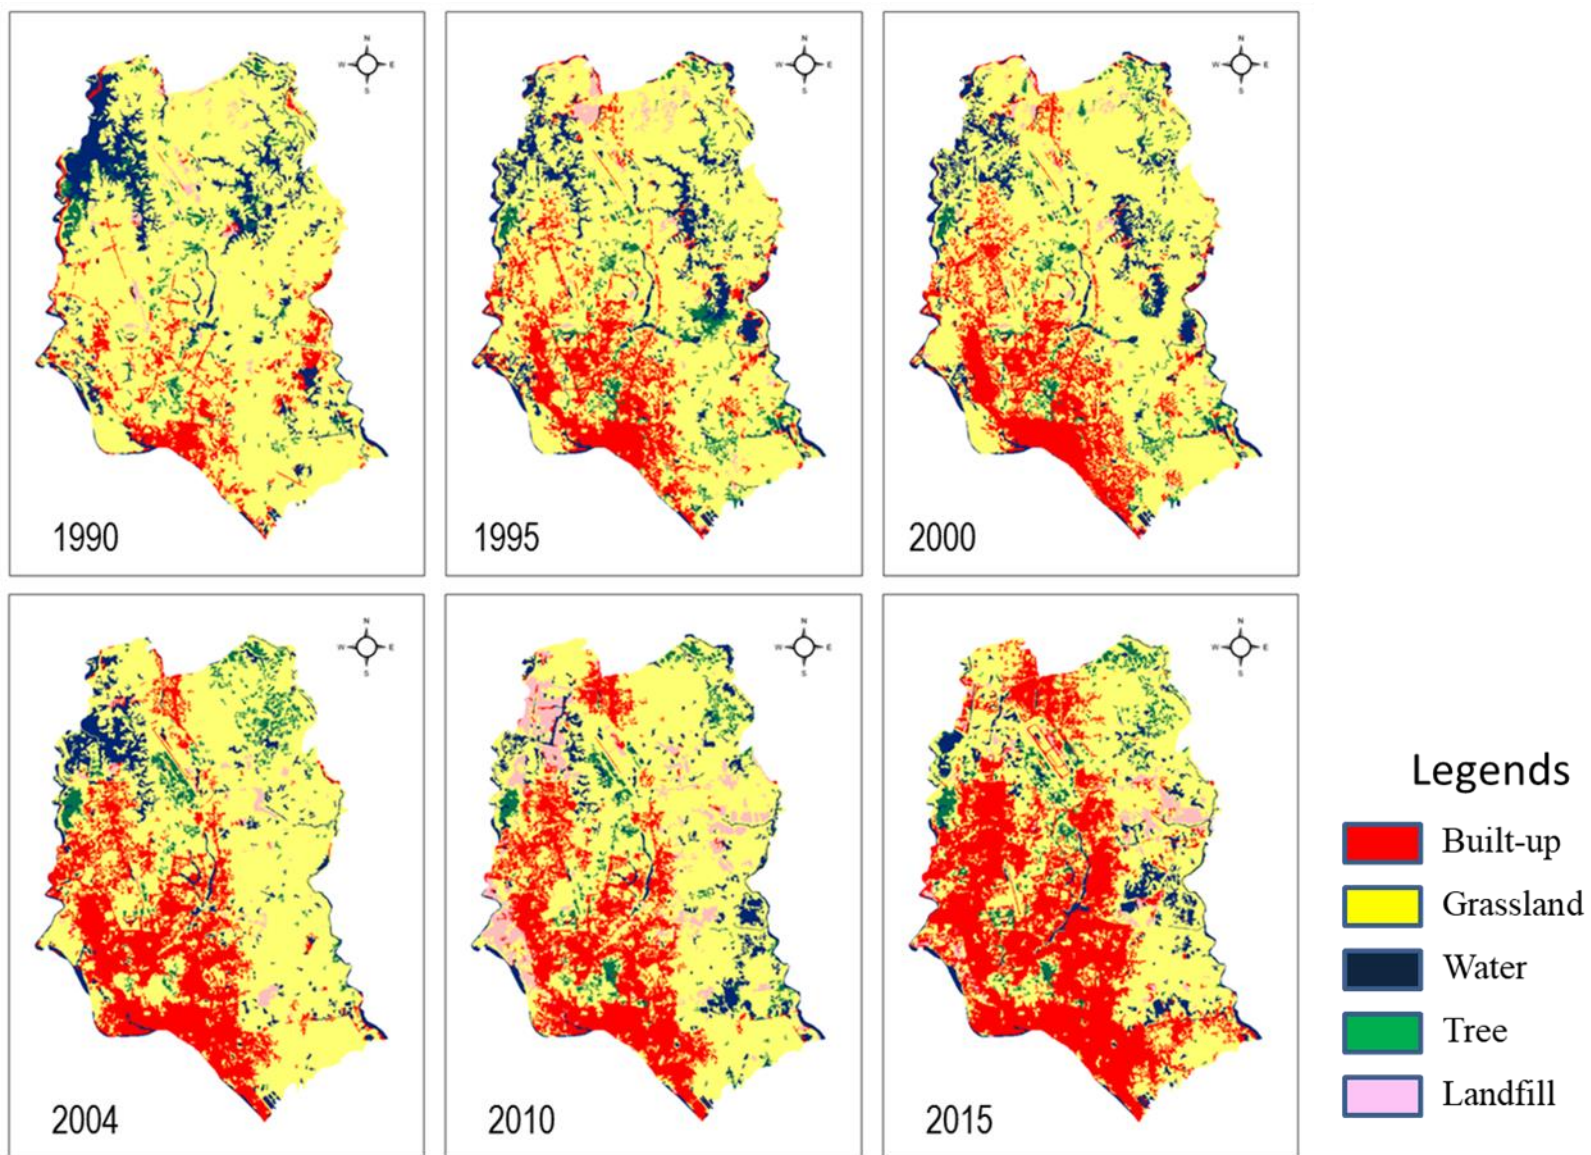 N
W E
S
N
W E
S
N
W E
S
1990
1995
2000
N
W E
S
N
W E
S
N
W E
S
2004
2010
2015
Legends
Built-up
Grassland
Water
Tree
Landfill